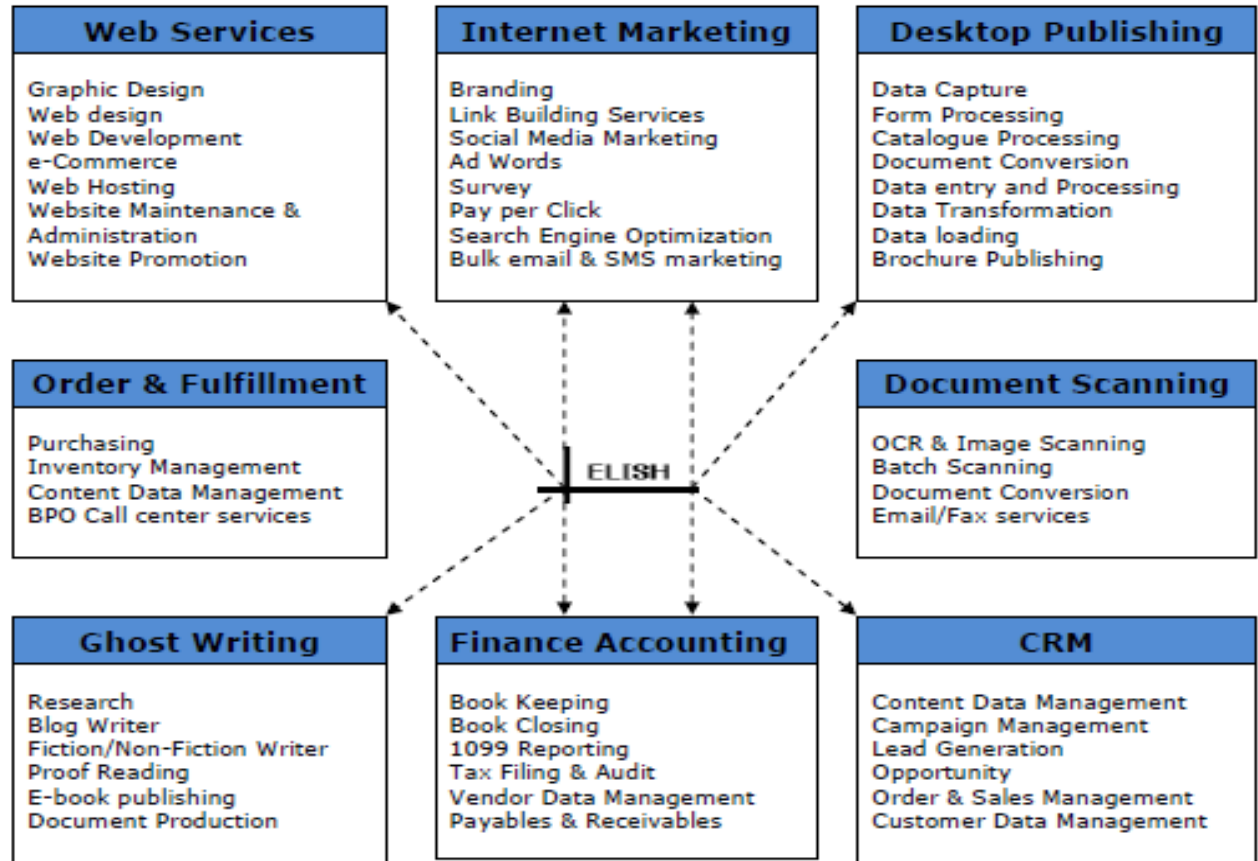 Web Services
Graphic Design
Web design
Web Development
e-Commerce
Web Hosting
Website Maintenance &
Administration
Website Promotion
Internet Marketing
Branding
Link Building Services
Social Media Marketing
Ad Words
Survey
Pay per Click
Search Engine Optimization
Bulk email & SMS marketing
Desktop Publishing
Data Capture
Form Processing
Catalogue Processing
Document Conversion
Data entry and Processing
Data Transformation
Data loading
Brochure Publishing
Order & Fulfillment
Purchasing
Inventory Management
Content Data Management
BPO Call center services
ELISH
Document Scanning
OCR & Image Scanning
Batch Scanning
Document Conversion
Email/Fax services
Ghost Writing
Research
Blog Writer
Fiction/Non-Fiction Writer
Proof Reading
E-book publishing
Document Production
Finance Accounting
Book Keeping
Book Closing
1099 Reporting
Tax Filing & Audit
Vendor Data Management
Payables & Receivables
CRM
Content Data Management
Campaign Management
Lead Generation
Opportunity
Order & Sales Management
Customer Data Management